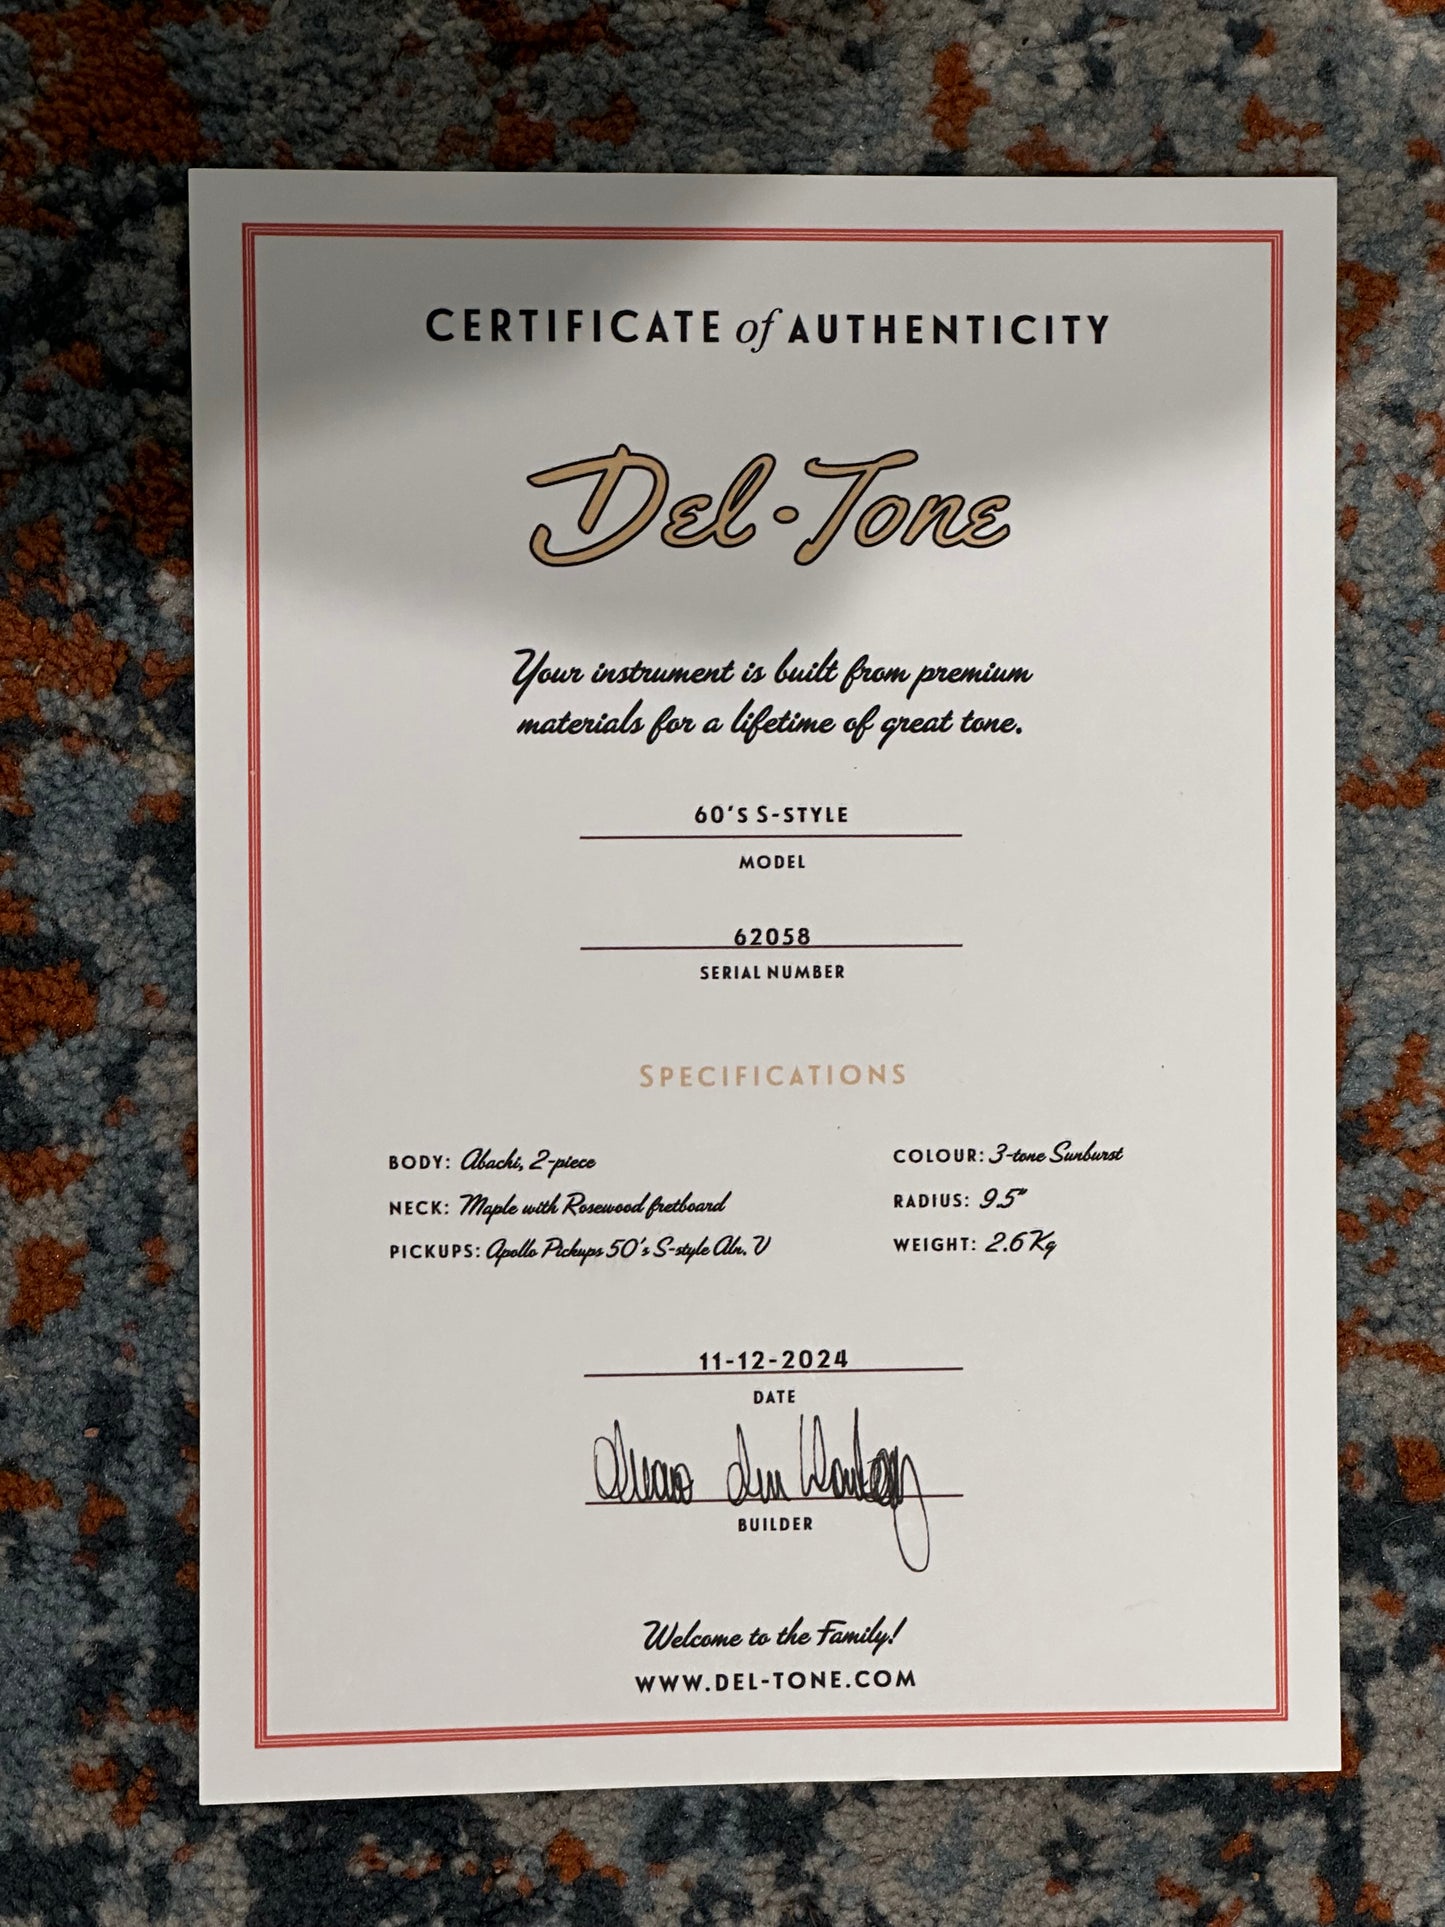 CERTIFICATE of AUTHENTICITY
Del-Tone
Your instrument is built from premium
materials for a lifetime of great tone.
60's S-STYLE
MODEL
62058
SERIAL NUMBER
SPECIFICATIONS
BODY: Abachi, 2-piece
NECK: Maple with Rosewood fretboard
PICKUPS: Apollo Pickups 50's S-style Aln. V
COLOUR: 3-tone Sunburst
RADIUS: 9.5"
WEIGHT: 2.6 Kg
11-12-2024
DATE
BUILDER
Welcome to the Family!
WWW.DEL-TONE.COM